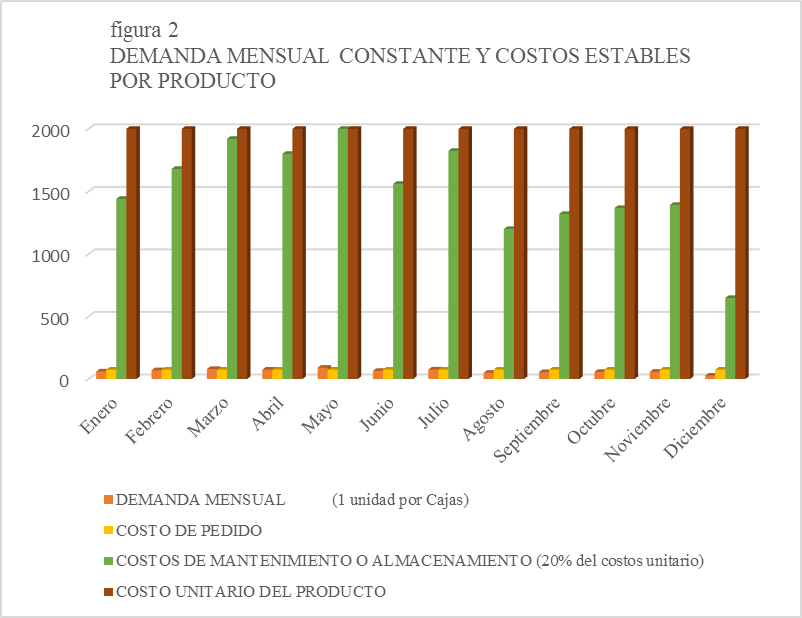 figura 2
DEMANDA MENSUAL CONSTANTE Y COSTOS ESTABLES
POR PRODUCTO
2000
1500
1000
500
0
Enero
Febrero
Marzo
Abril
Mayo
Junio
Julio
Agosto
Septiembre
Octubre
Noviembre
Diciembre
DEMANDA MENSUAL (1 unidad por Cajas)
COSTO DE PEDIDO
COSTOS DE MANTENIMIENTO O ALMACENAMIENTO (20% del costos unitario)
COSTO UNITARIO DEL PRODUCTO